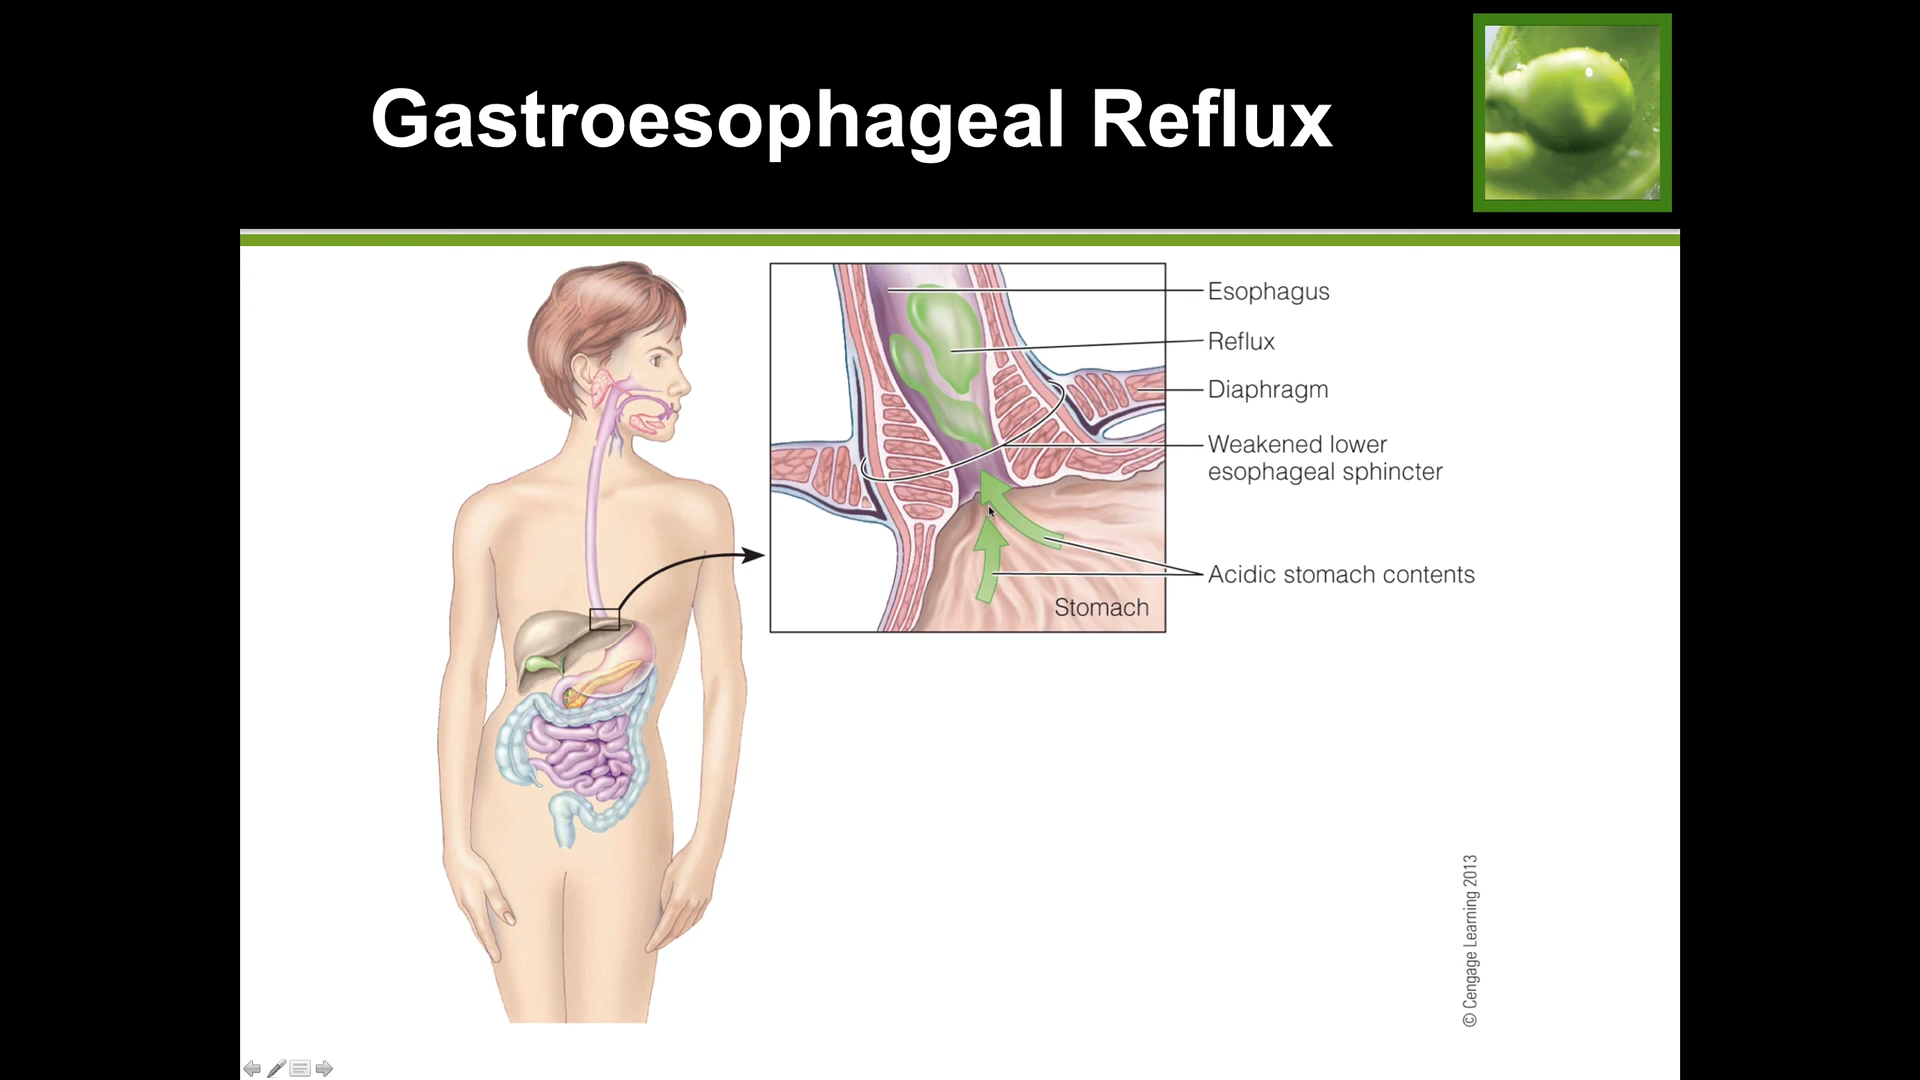 Gastroesophageal Reflux
Esophagus
Reflux
Diaphragm
Weakened lower
esophageal sphincter
Acidic stomach contents
Stomach
© Cengage Learning 2013